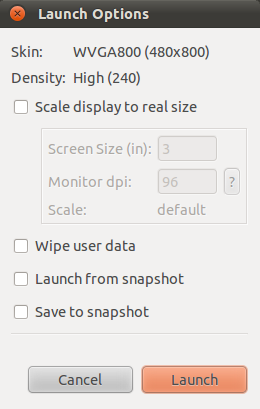 Launch Options
Skin: WVGA800 (480x800)
Density: High (240)
Scale display to real size
Screen Size (in): 3
Monitor dpi: 96 ?
Scale: default
Wipe user data
Launch from snapshot
Save to snapshot
Cancel Launch